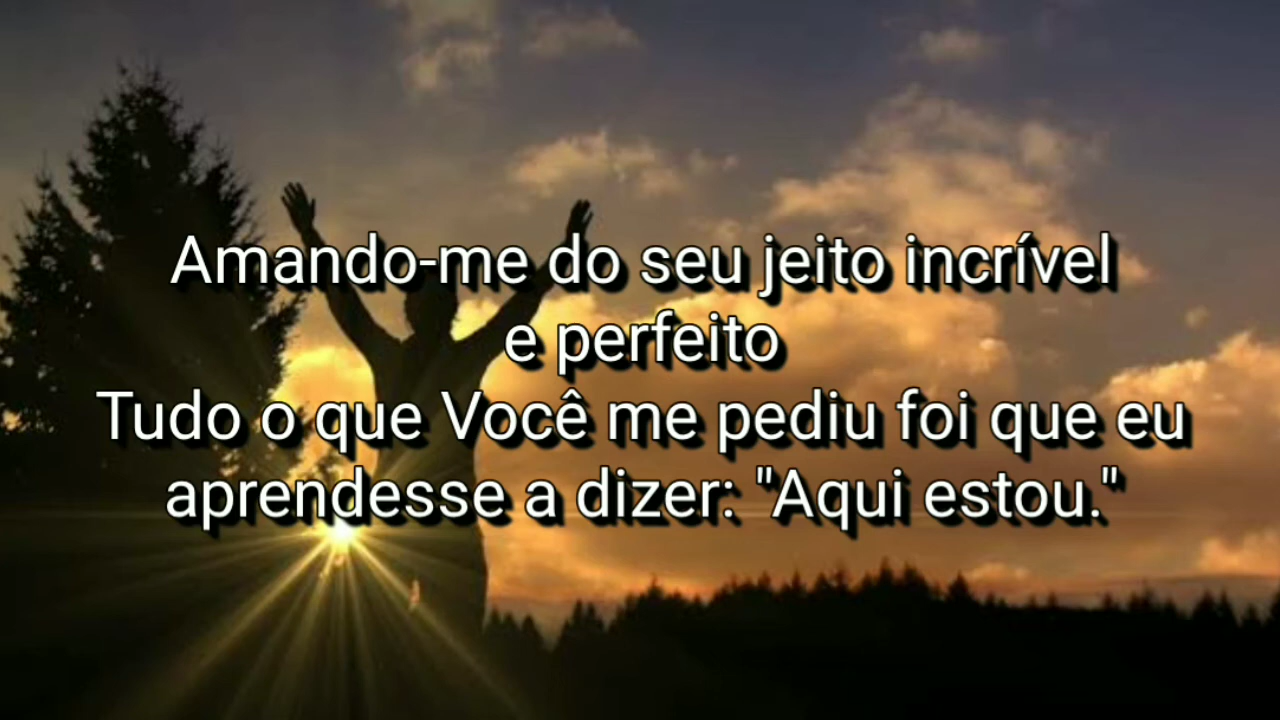 Amando-me do seu jeito incrível
e perfeito
Tudo o que Você me pediu foi que eu
aprendesse a dizer: "Aqui estou."